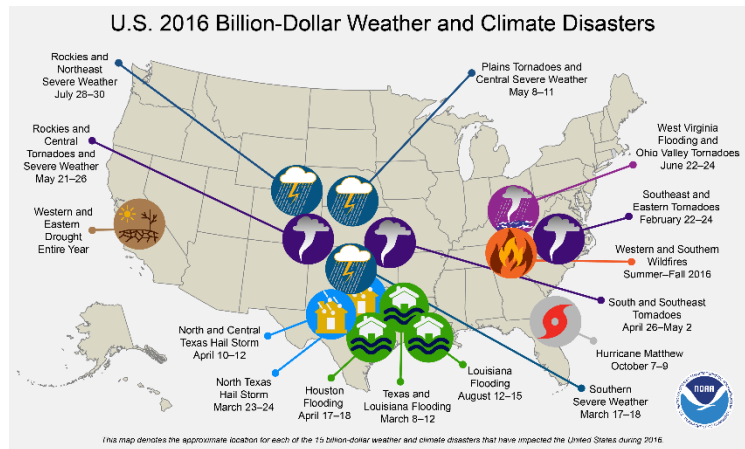 U.S. 2016 Billion-Dollar Weather and Climate Disasters
Rockies and
Northeast
Severe Weather
July 28–30
Plains Tornadoes and
Central Severe Weather
May 8–11
Rockies and
Central
Tornadoes and
Severe Weather
May 21–26
West Virginia
Flooding and
Ohio Valley Tornadoes
June 22–24
Southeast and
Eastern Tornadoes
February 22–24
Western and
Eastern
Drought
Entire Year
Western and Southern
Wildfires
Summer–Fall 2016
South and Southeast
Tornadoes
April 26–May 2
North and Central
Texas Hail Storm
April 10–12
Hurricane Matthew
October 7–9
North Texas
Hail Storm
March 23–24
Houston
Flooding
April 17–18
Texas and
Louisiana Flooding
March 8–12
Louisiana
Flooding
August 12–15
Southern
Severe Weather
March 17–18
NOAA
This map denotes the approximate location for each of the 15 billion-dollar weather and climate disasters that have impacted the United States during 2016.